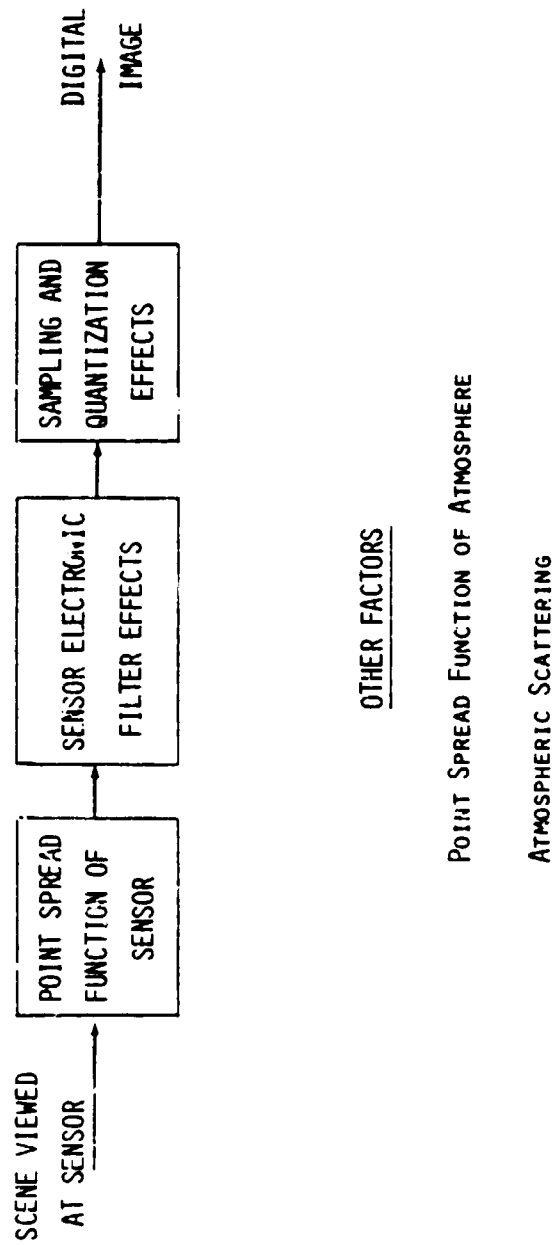 SCENE VIEWED
AT SENSOR
POINT SPREAD
FUNCTION OF
SENSOR
SENSOR ELECTRONIC
FILTER EFFECTS
SAMPLING AND
QUANTIZATION
EFFECTS
DIGITAL
IMAGE
OTHER FACTORS
POINT SPREAD FUNCTION OF ATMOSPHERE
ATMOSPHERIC SCATTERING